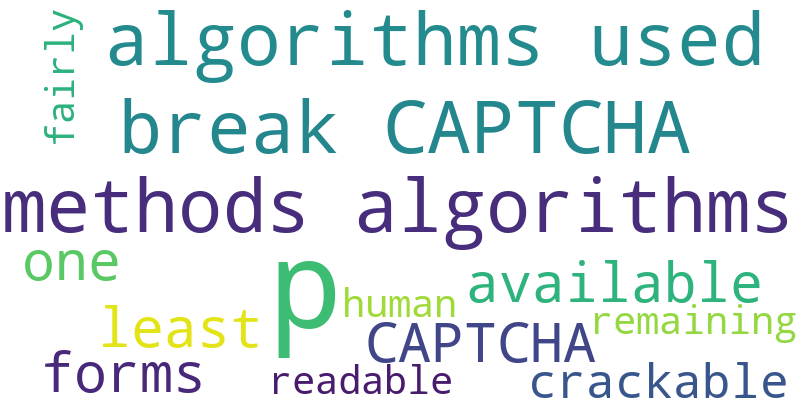 fairly
algorithms used
break CAPTCHA
methods algorithms
one
p
available
human
least
CAPTCHA
remaining
forms
readable
crackable